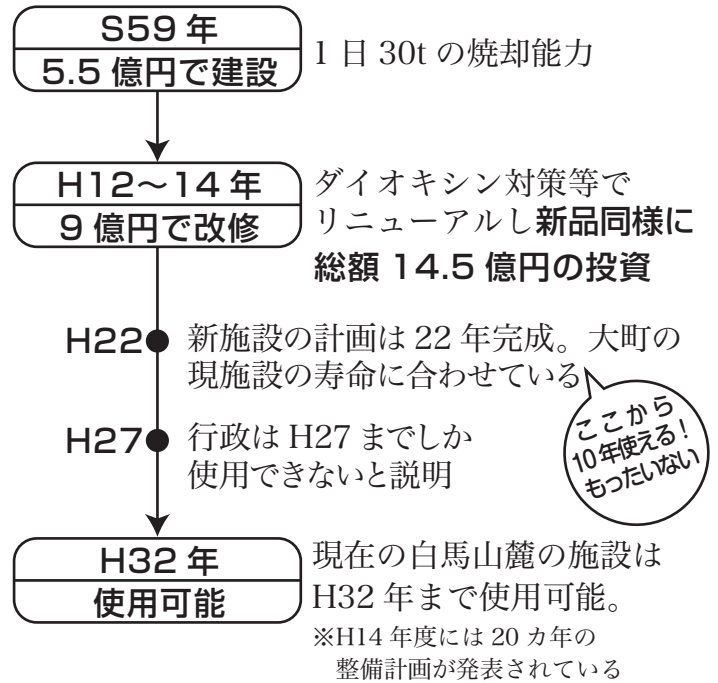 S59 年
5.5 億円で建設
1 日 30t の焼却能力
H12〜14 年
9 億円で改修
ダイオキシン対策等で
リニューアルし新品同様に
総額 14.5 億円の投資
H22
新施設の計画は 22 年完成。大町の
現施設の寿命に合わせている
ここから
10 年使える!
もったいない
H27
行政は H27 までしか
使用できないと説明
H32 年
使用可能
現在の白馬山麓の施設は
H32 年まで使用可能。
※H14 年度には 20 カ年の
整備計画が発表されている